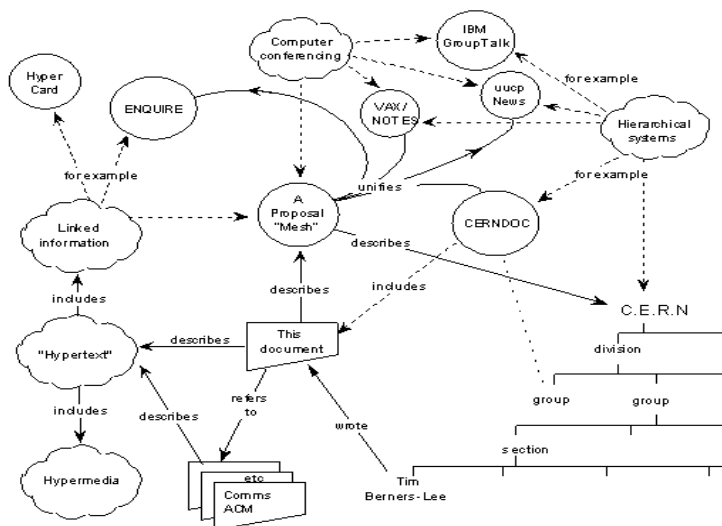 IBM
GroupTalk
Computer
conferencing
Hyper
Card
ENQUIRE
VAX/
NOTES
uucp
News
for example
Hierarchical
systems
for example
unifies
for example
A
Proposal
"Mesh"
CERNDOC
Linked
information
describes
includes
describes
includes
C.E.R.N
This
document
describes
division
"Hypertext"
refers
to
group
group
includes
describes
wrote
section
etc
Hypermedia
Comms
ACM
Tim
Berners-Lee